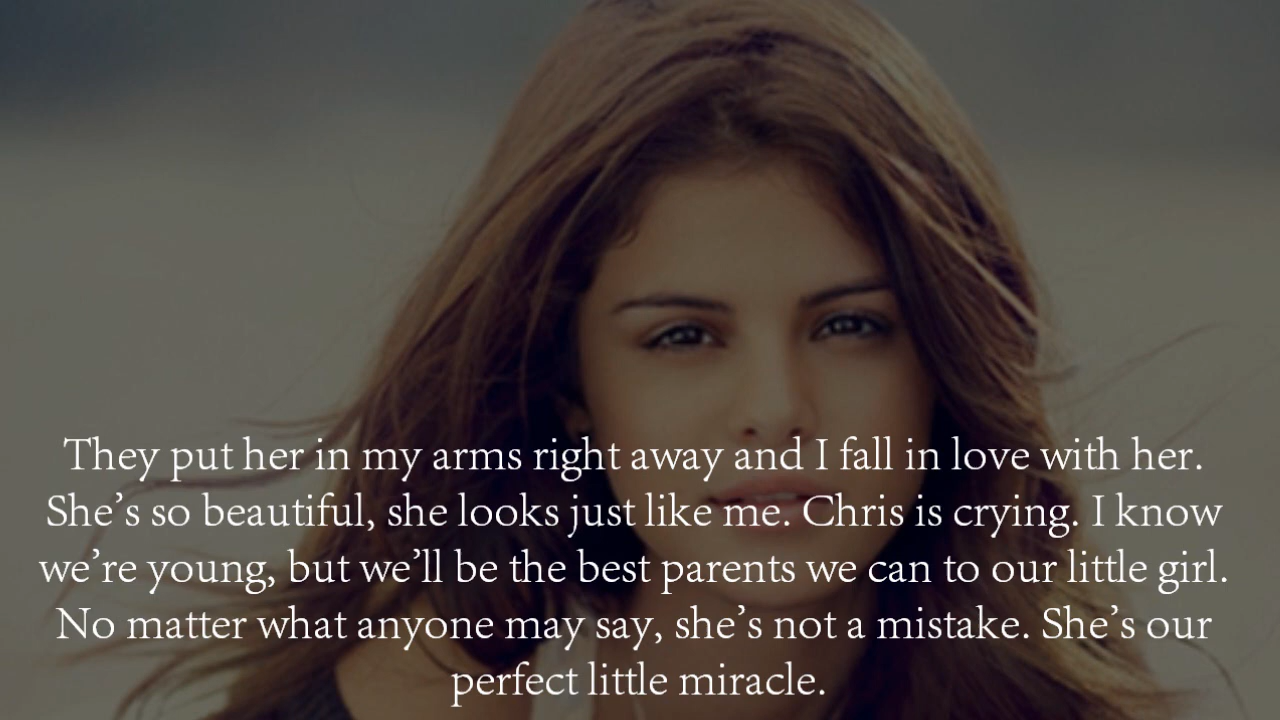 They put her in my arms right away and I fall in love with her.
She’s so beautiful, she looks just like me. Chris is crying. I know
we’re young, but we’ll be the best parents we can to our little girl.
No matter what anyone may say, she’s not a mistake. She’s our
perfect little miracle.